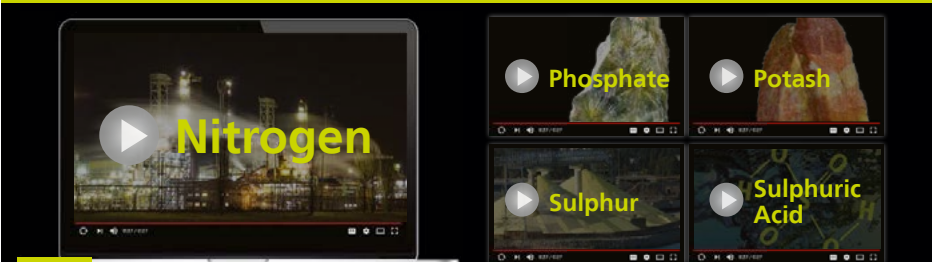 Nitrogen
Phosphate
Potash
Sulphur
Sulphuric
Acid